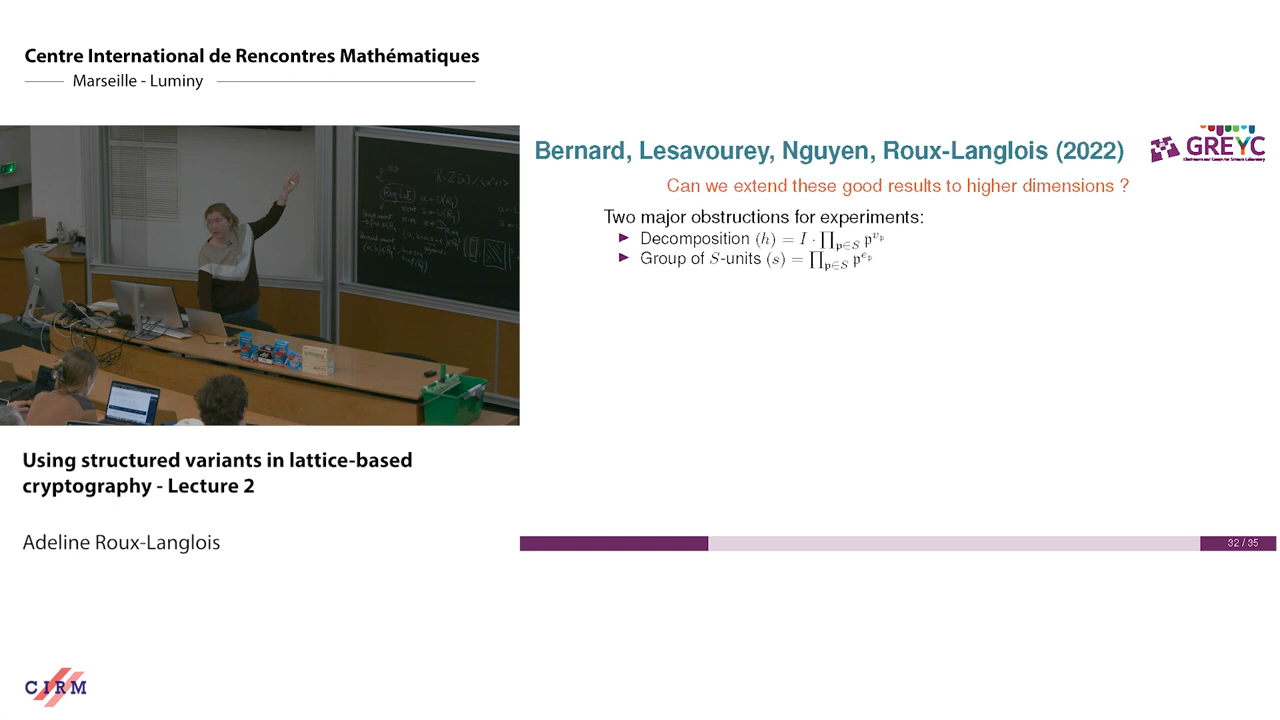 Centre International de Rencontres Mathématiques
Marseille - Luminy
Bernard, Lesavourey, Nguyen, Roux-Langlois (2022)
GREYC
Can we extend these good results to higher dimensions ?
Two major obstructions for experiments:
► Decomposition (h) = I · ∏_{𝔭∈S} 𝔭^{v_𝔭}
► Group of S-units (s) = ∏_{𝔭∈S} 𝔭^{e_𝔭}
Using structured variants in lattice-based
cryptography - Lecture 2
Adeline Roux-Langlois
32 / 35
CIRM